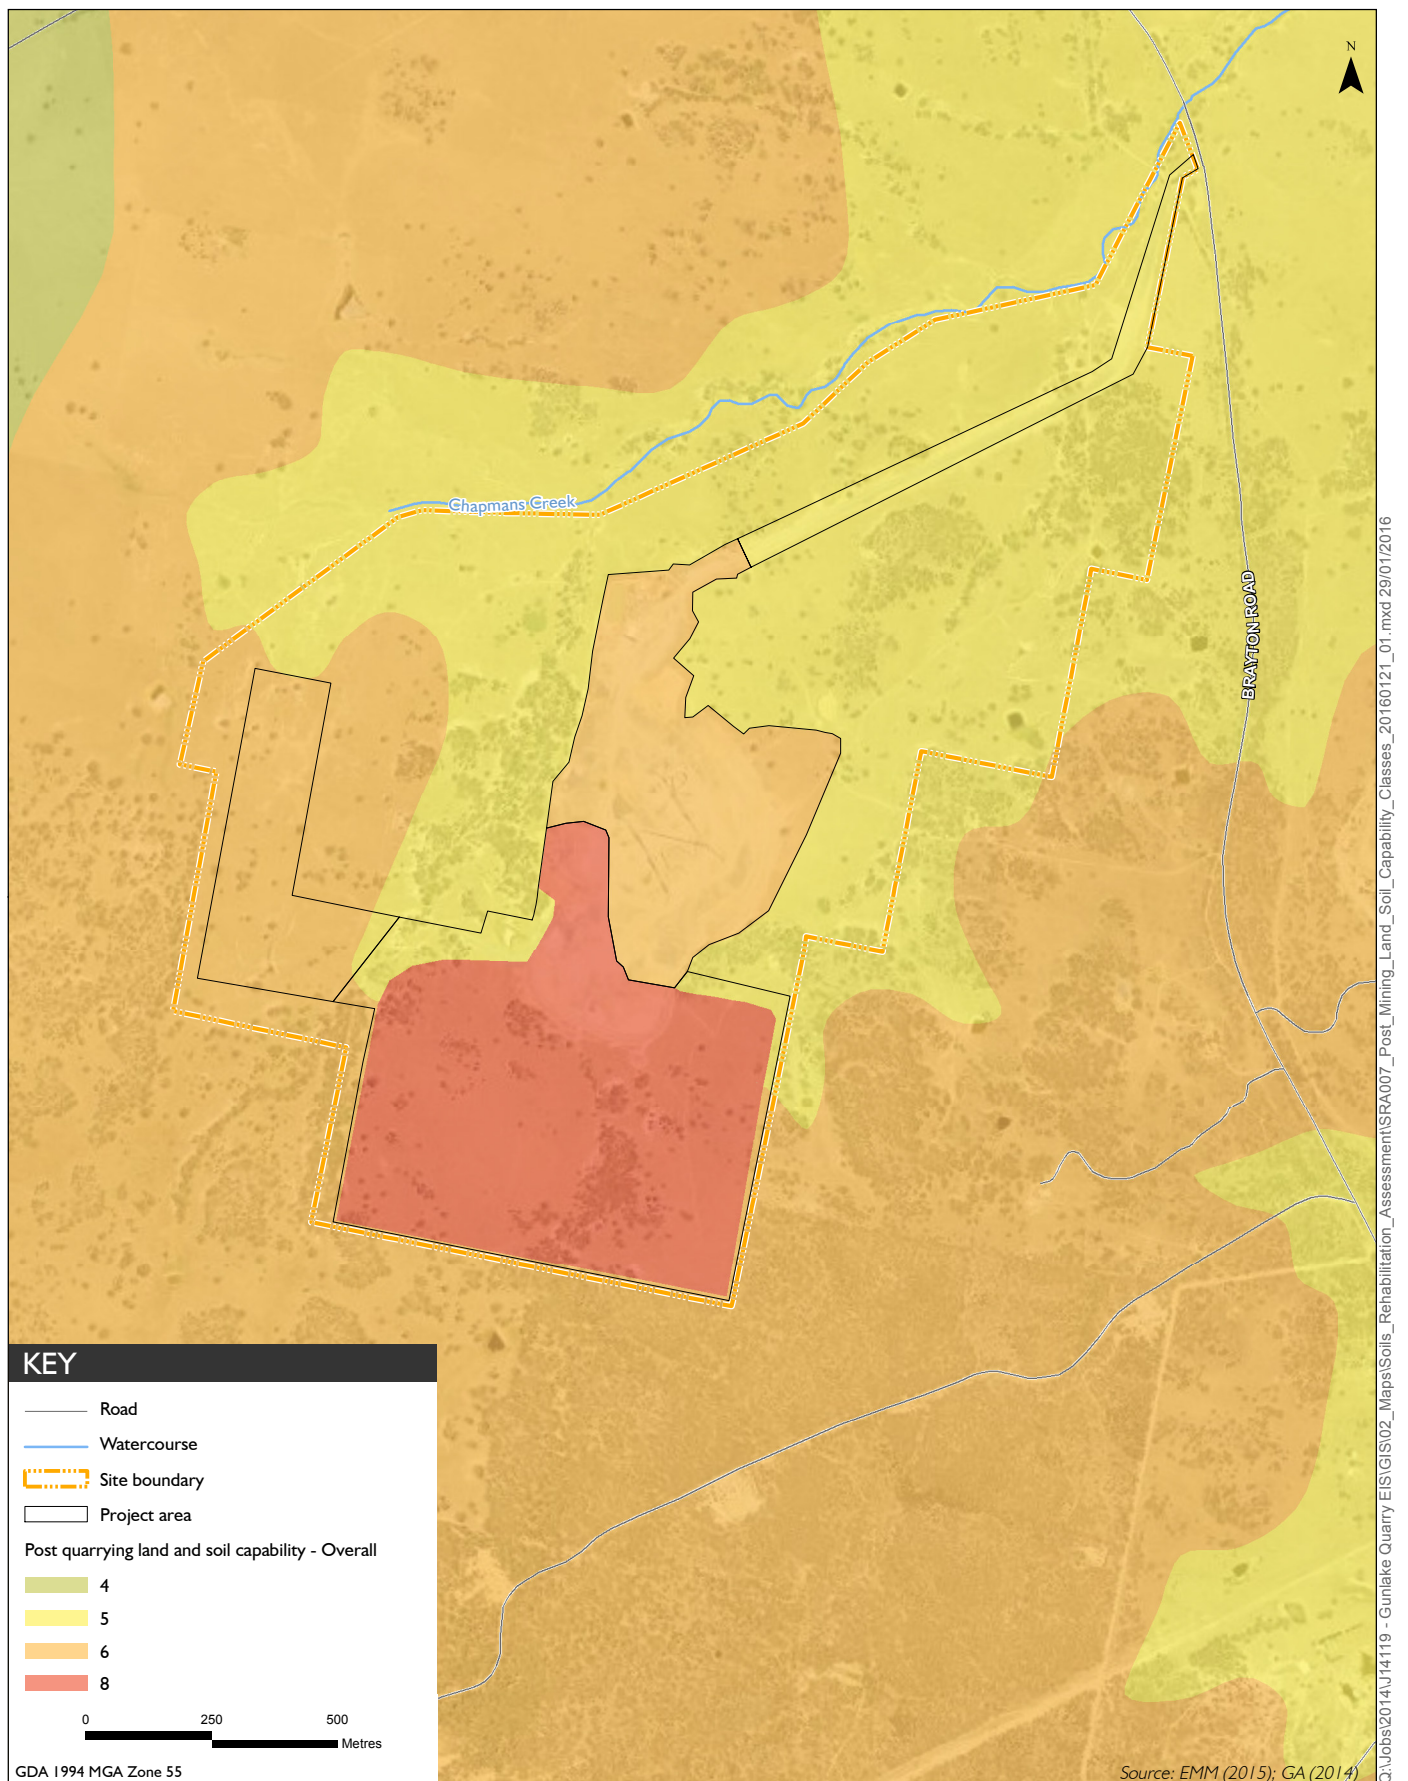 N
Chapmans Creek
BRAYTON ROAD
Q:\Jobs\2014\J14119 - Gunlake Quarry EIS\GIS\02_Maps\Soils_Rehabilitation_Assessment\SRA007_Post_Mining_Land_Soil_Capability_Classes_20160121_01.mxd 29/01/2016
KEY
Road
Watercourse
Site boundary
Project area
Post quarrying land and soil capability - Overall
4
5
6
8
0 250 500
Metres
GDA 1994 MGA Zone 55
Source: EMM (2015); GA (2014)